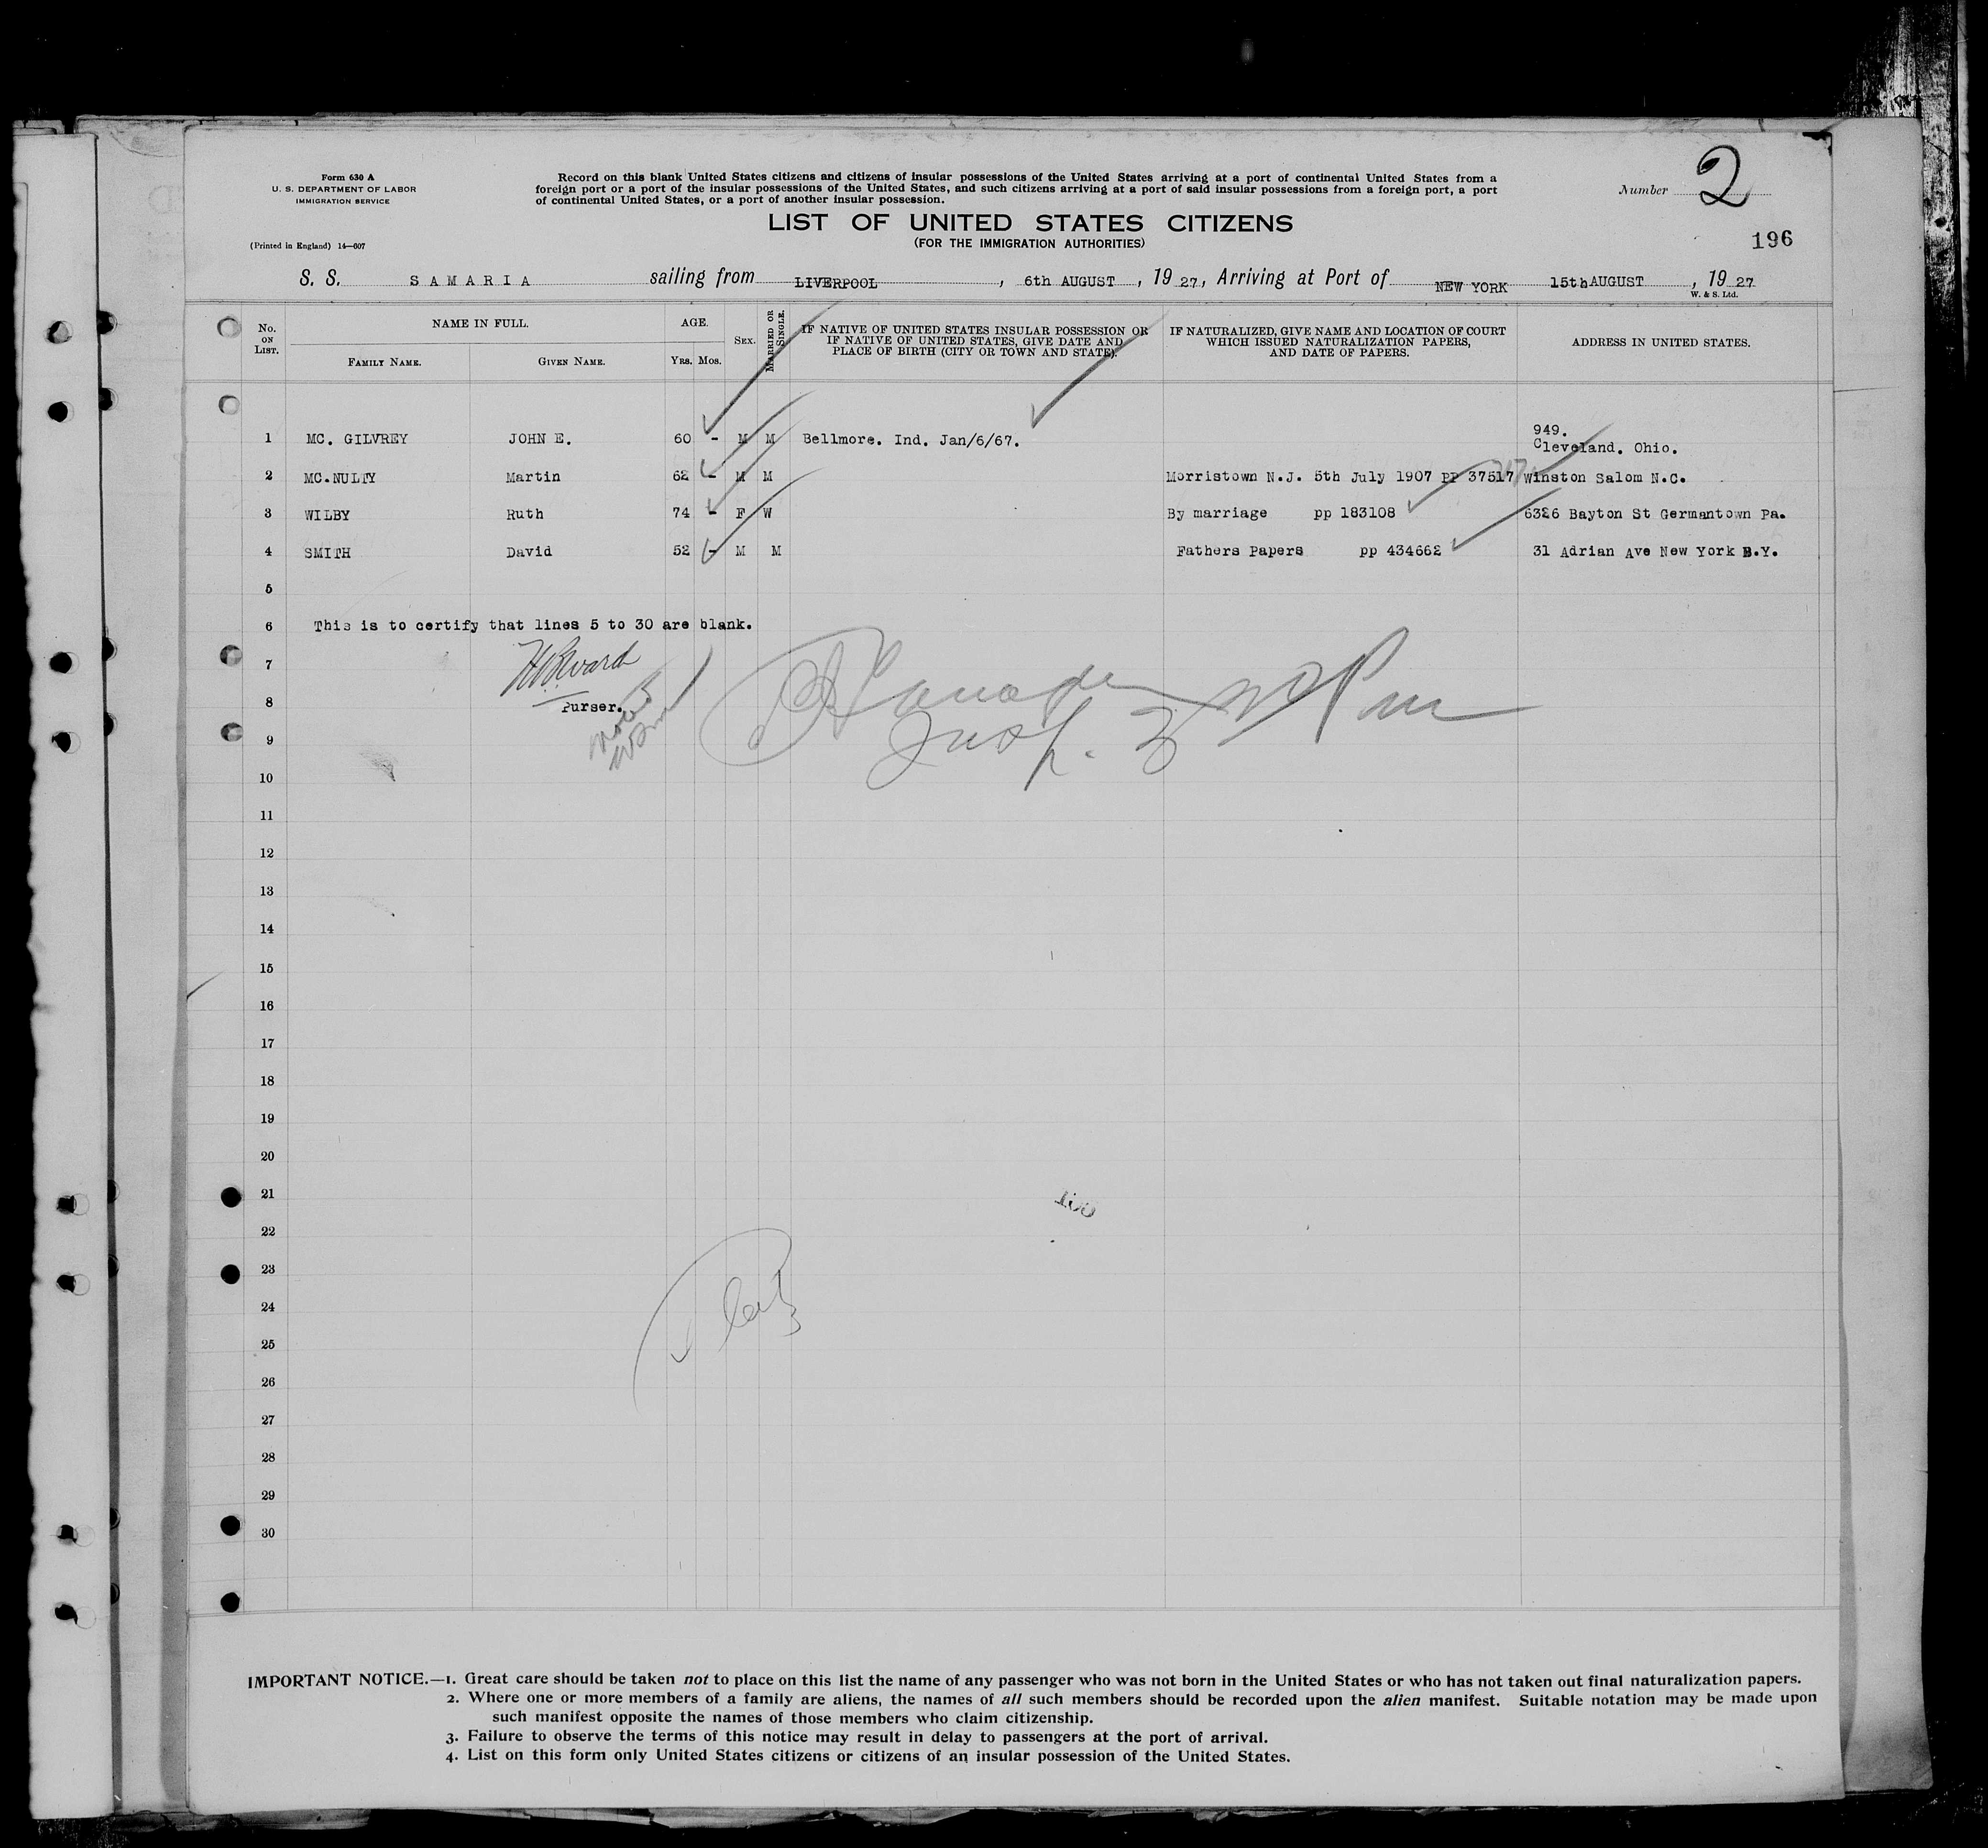 Form 630 A
U. S. DEPARTMENT OF LABOR
IMMIGRATION SERVICE
(Printed in England) 14—607
Record on this blank United States citizens and citizens of insular possessions of the United States arriving at a port of continental United States from a
foreign port or a port of the insular possessions of the United States, and such citizens arriving at a port of said insular possessions from a foreign port, a port
of continental United States, or a port of another insular possession.
Number 2
LIST OF UNITED STATES CITIZENS
(FOR THE IMMIGRATION AUTHORITIES)
196
S. S. SAMARIA sailing from LIVERPOOL, 6th AUGUST, 1927, Arriving at Port of NEW YORK 15th AUGUST, 1927
W. & S. Ltd.
No. ON LIST. NAME IN FULL. FAMILY NAME. GIVEN NAME. AGE. YRS. MOS. SEX. MARRIED OR SINGLE. IF NATIVE OF UNITED STATES INSULAR POSSESSION OR IF NATIVE OF UNITED STATES, GIVE DATE AND PLACE OF BIRTH (CITY OR TOWN AND STATE). IF NATURALIZED, GIVE NAME AND LOCATION OF COURT WHICH ISSUED NATURALIZATION PAPERS, AND DATE OF PAPERS. ADDRESS IN UNITED STATES.
1 MC. GILVREY JOHN E. 60 - M M Bellmore. Ind. Jan/6/67. 949. Cleveland. Ohio.
2 MC.NULTY Martin 62 - M M Morristown N.J. 5th July 1907 PP 37517 Winston Salom N.C.
3 WILBY Ruth 74 - F W By marriage pp 183108 6326 Bayton St Germantown Pa.
4 SMITH David 52 - M M Fathers Papers pp 434662 31 Adrian Ave New York N.Y.
5
6 This is to certify that lines 5 to 30 are blank.
7
8 Purser.
9
10
11
12
13
14
15
16
17
18
19
20
21
22
23
24
25
26
27
28
29
30
IMPORTANT NOTICE.—1. Great care should be taken not to place on this list the name of any passenger who was not born in the United States or who has not taken out final naturalization papers.
2. Where one or more members of a family are aliens, the names of all such members should be recorded upon the alien manifest. Suitable notation may be made upon
such manifest opposite the names of those members who claim citizenship.
3. Failure to observe the terms of this notice may result in delay to passengers at the port of arrival.
4. List on this form only United States citizens or citizens of an insular possession of the United States.